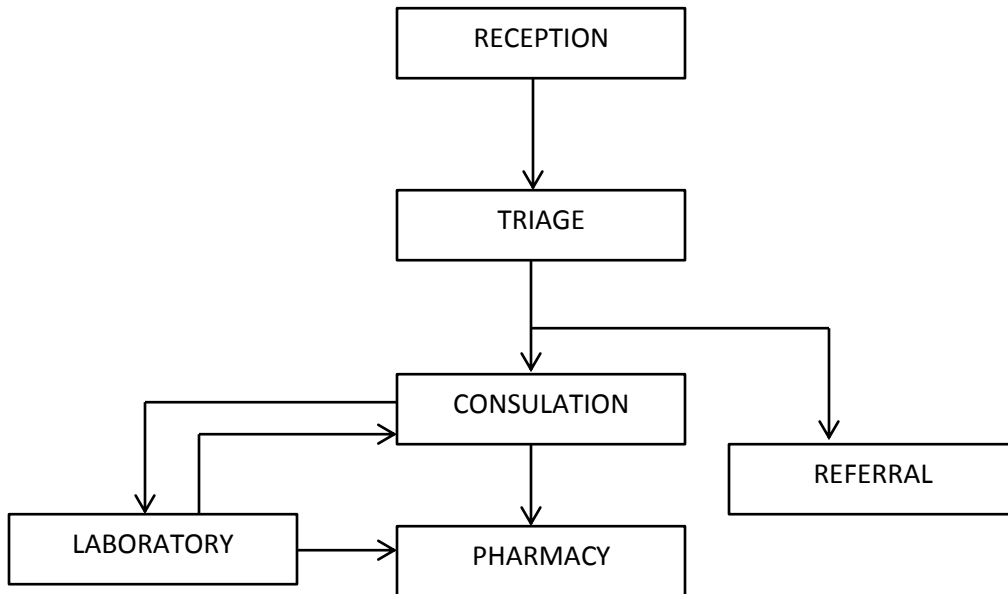 RECEPTION
TRIAGE
CONSULATION
REFERRAL
LABORATORY
PHARMACY